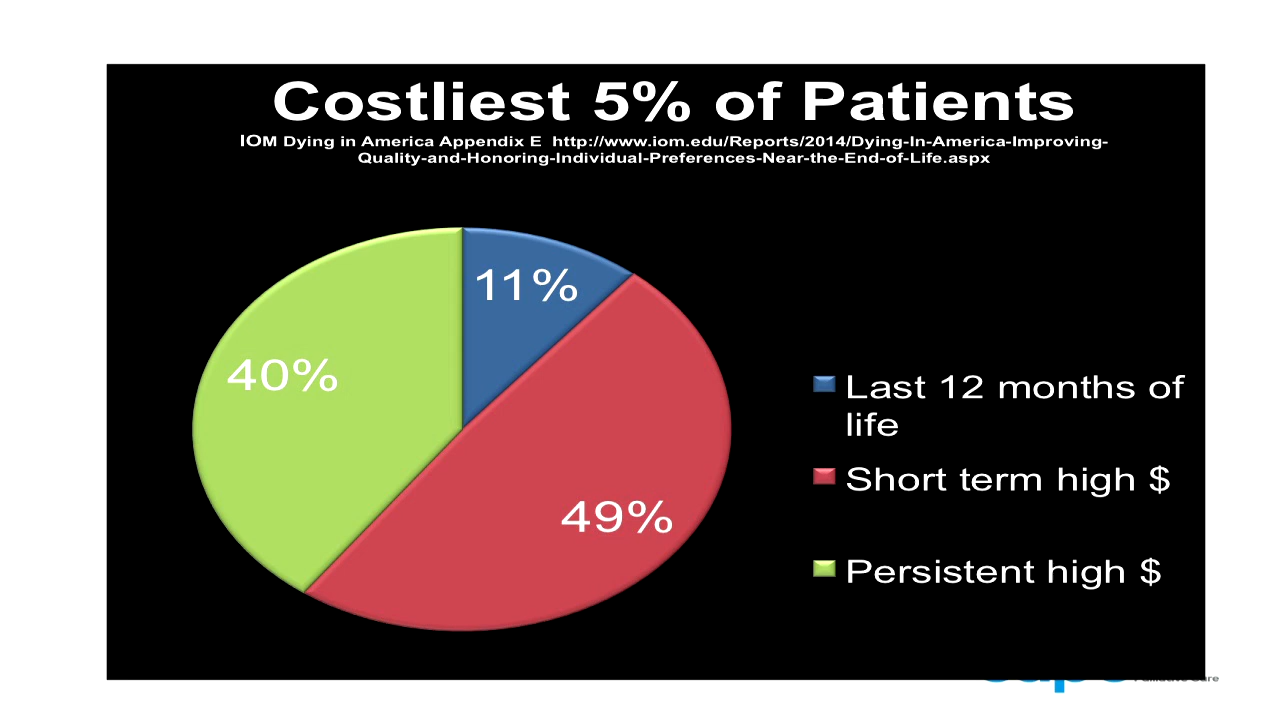 Costliest 5% of Patients
IOM Dying in America Appendix E http://www.iom.edu/Reports/2014/Dying-In-America-Improving-
Quality-and-Honoring-Individual-Preferences-Near-the-End-of-Life.aspx
11%
40%
49%
Last 12 months of
life
Short term high $
Persistent high $